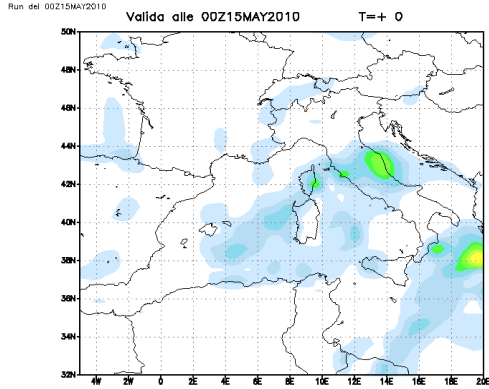 Run del 00Z15MAY2010
Valida alle 00Z15MAY2010 T=+ 0
50N
48N
46N
44N
42N
40N
38N
36N
34N
32N
4W 2W 0 2E 4E 6E 8E 10E 12E 14E 16E 18E 20E